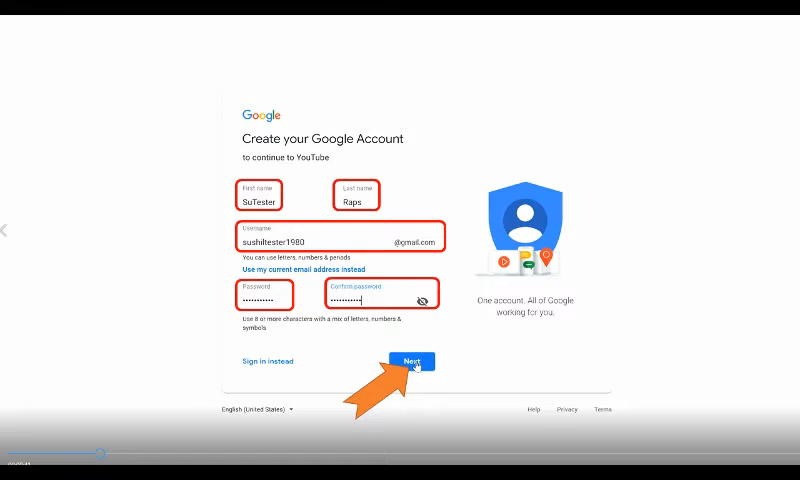 Google
Create your Google Account
to continue to YouTube
First name
Last name
SuTester
Raps
Username
sushiltester1980
@gmail.com
You can use letters, numbers & periods
Use my current email address instead
Password
Confirm password
Use 8 or more characters with a mix of letters, numbers &
symbols
One account. All of Google
working for you.
Sign in instead
Next
English (United States)
Help
Privacy
Terms